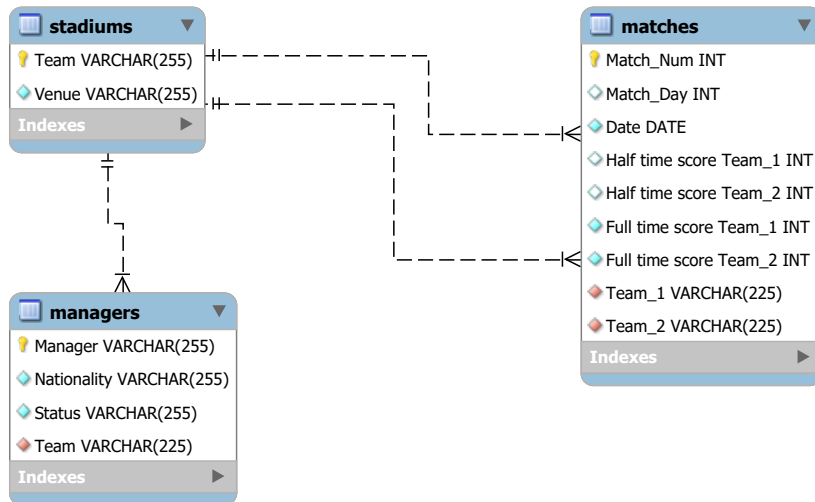 stadiums
Team VARCHAR(255)
Venue VARCHAR(255)
Indexes
matches
Match_Num INT
Match_Day INT
Date DATE
Half time score Team_1 INT
Half time score Team_2 INT
Full time score Team_1 INT
Full time score Team_2 INT
Team_1 VARCHAR(225)
Team_2 VARCHAR(225)
Indexes
managers
Manager VARCHAR(255)
Nationality VARCHAR(255)
Status VARCHAR(255)
Team VARCHAR(225)
Indexes